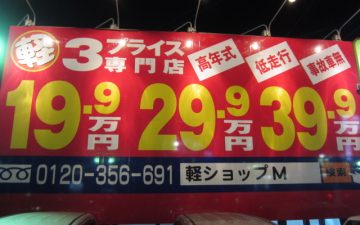 軽 3プライス専門店
高年式 低走行 事故車無
19.9万円 29.9万円 39.9万円
0120-356-691 軽ショップM 検索